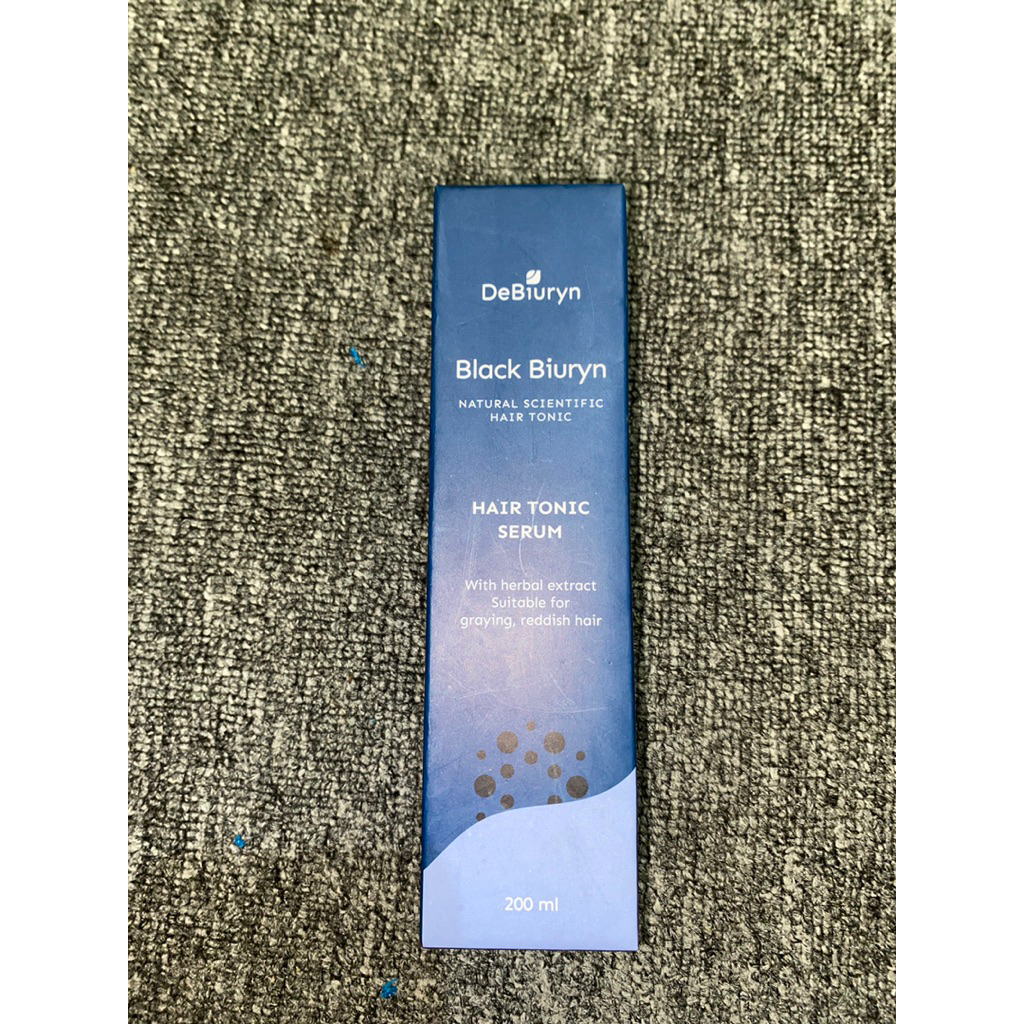 DeBiuryn
Black Biuryn
NATURAL SCIENTIFIC
HAIR TONIC
HAIR TONIC
SERUM
With herbal extract
Suitable for
graying, reddish hair
200 ml